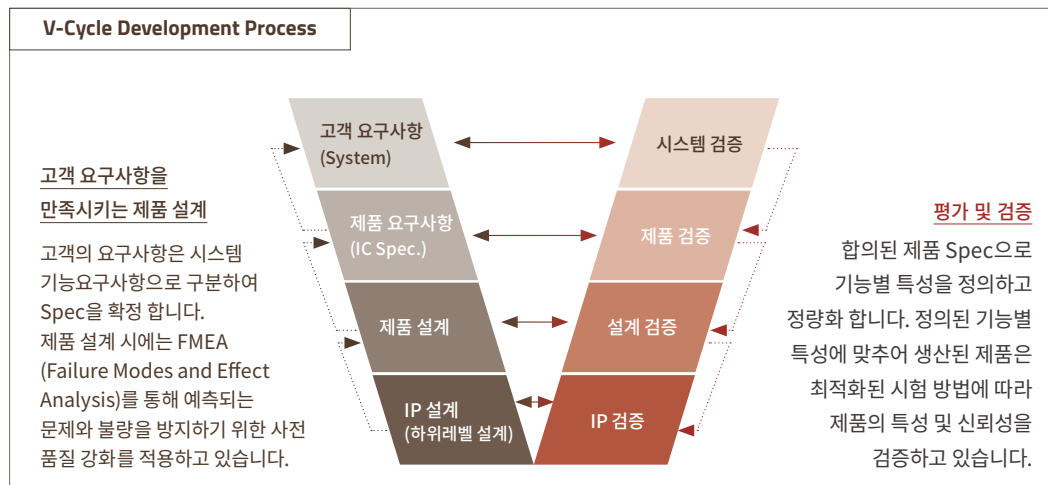 V-Cycle Development Process
고객 요구사항을
만족시키는 제품 설계
고객의 요구사항은 시스템
기능요구사항으로 구분하여
Spec을 확정 합니다.
제품 설계 시에는 FMEA
(Failure Modes and Effect
Analysis)를 통해 예측되는
문제와 불량을 방지하기 위한 사전
품질 강화를 적용하고 있습니다.
고객 요구사항
(System)
제품 요구사항
(IC Spec.)
제품 설계
IP 설계
(하위레벨 설계)
시스템 검증
제품 검증
설계 검증
IP 검증
평가 및 검증
합의된 제품 Spec으로
기능별 특성을 정의하고
정량화 합니다. 정의된 기능별
특성에 맞추어 생산된 제품은
최적화된 시험 방법에 따라
제품의 특성 및 신뢰성을
검증하고 있습니다.